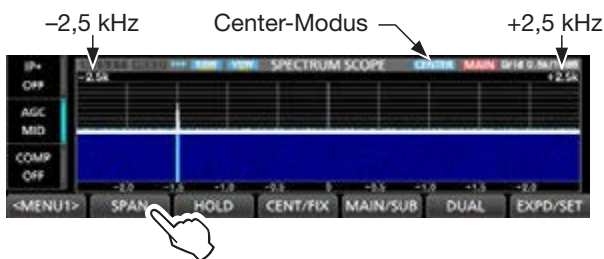 –2,5 kHz Center-Modus +2,5 kHz
IP+ SPECTRUM SCOPE CENTER MAIN
OFF -2.5k +2.5k
AGC
MID
COMP
OFF -2.0 -1.5 -1.0 -0.5 0 -0.5 -1.0 -1.5 -2.0
<MENU1> SPAN HOLD CENT/FIX MAIN/SUB DUAL EXPD/SET